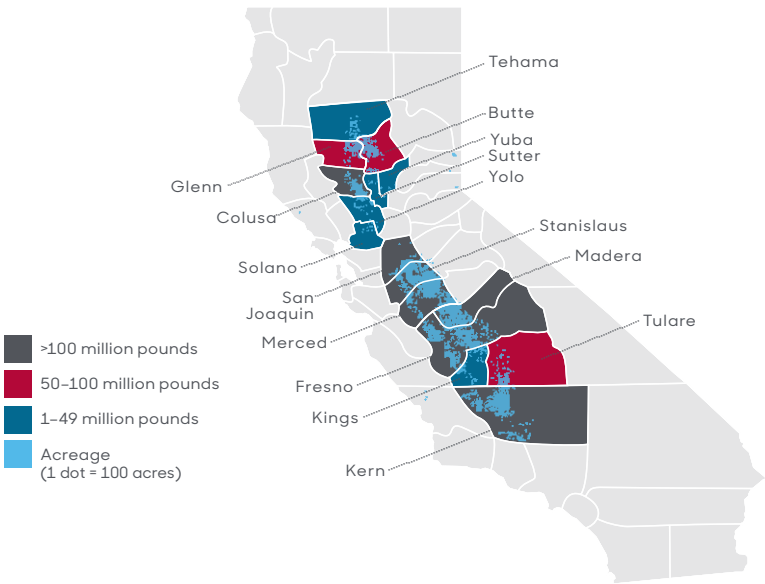 Tehama
Butte
Yuba
Sutter
Yolo
Glenn
Colusa
Stanislaus
Madera
Solano
San
Joaquin
Merced
Tulare
Fresno
Kings
Kern
>100 million pounds
50–100 million pounds
1–49 million pounds
Acreage
(1 dot = 100 acres)